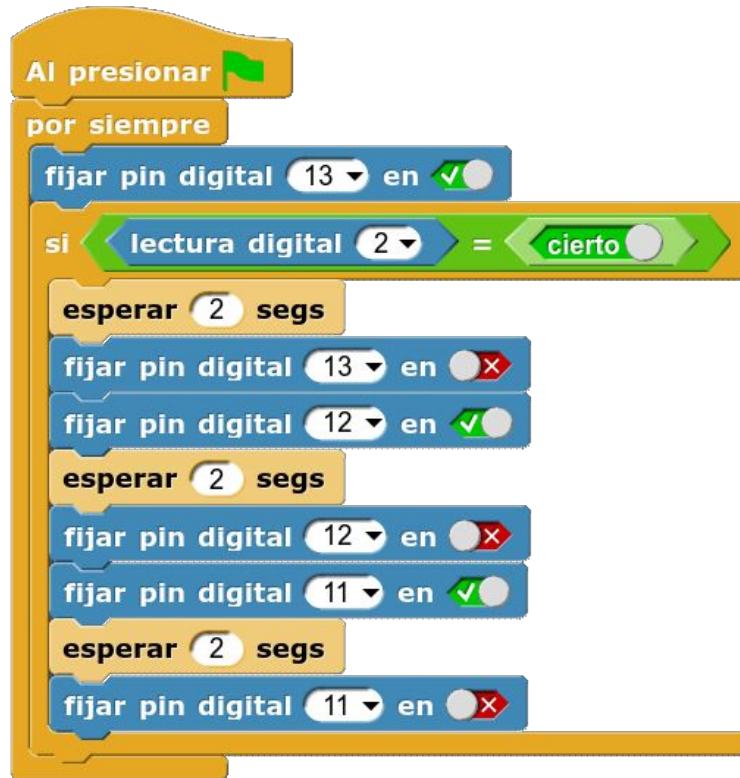 Al presionar
por siempre
fijar pin digital 13 en
si lectura digital 2 = cierto
esperar 2 segs
fijar pin digital 13 en
fijar pin digital 12 en
esperar 2 segs
fijar pin digital 12 en
fijar pin digital 11 en
esperar 2 segs
fijar pin digital 11 en